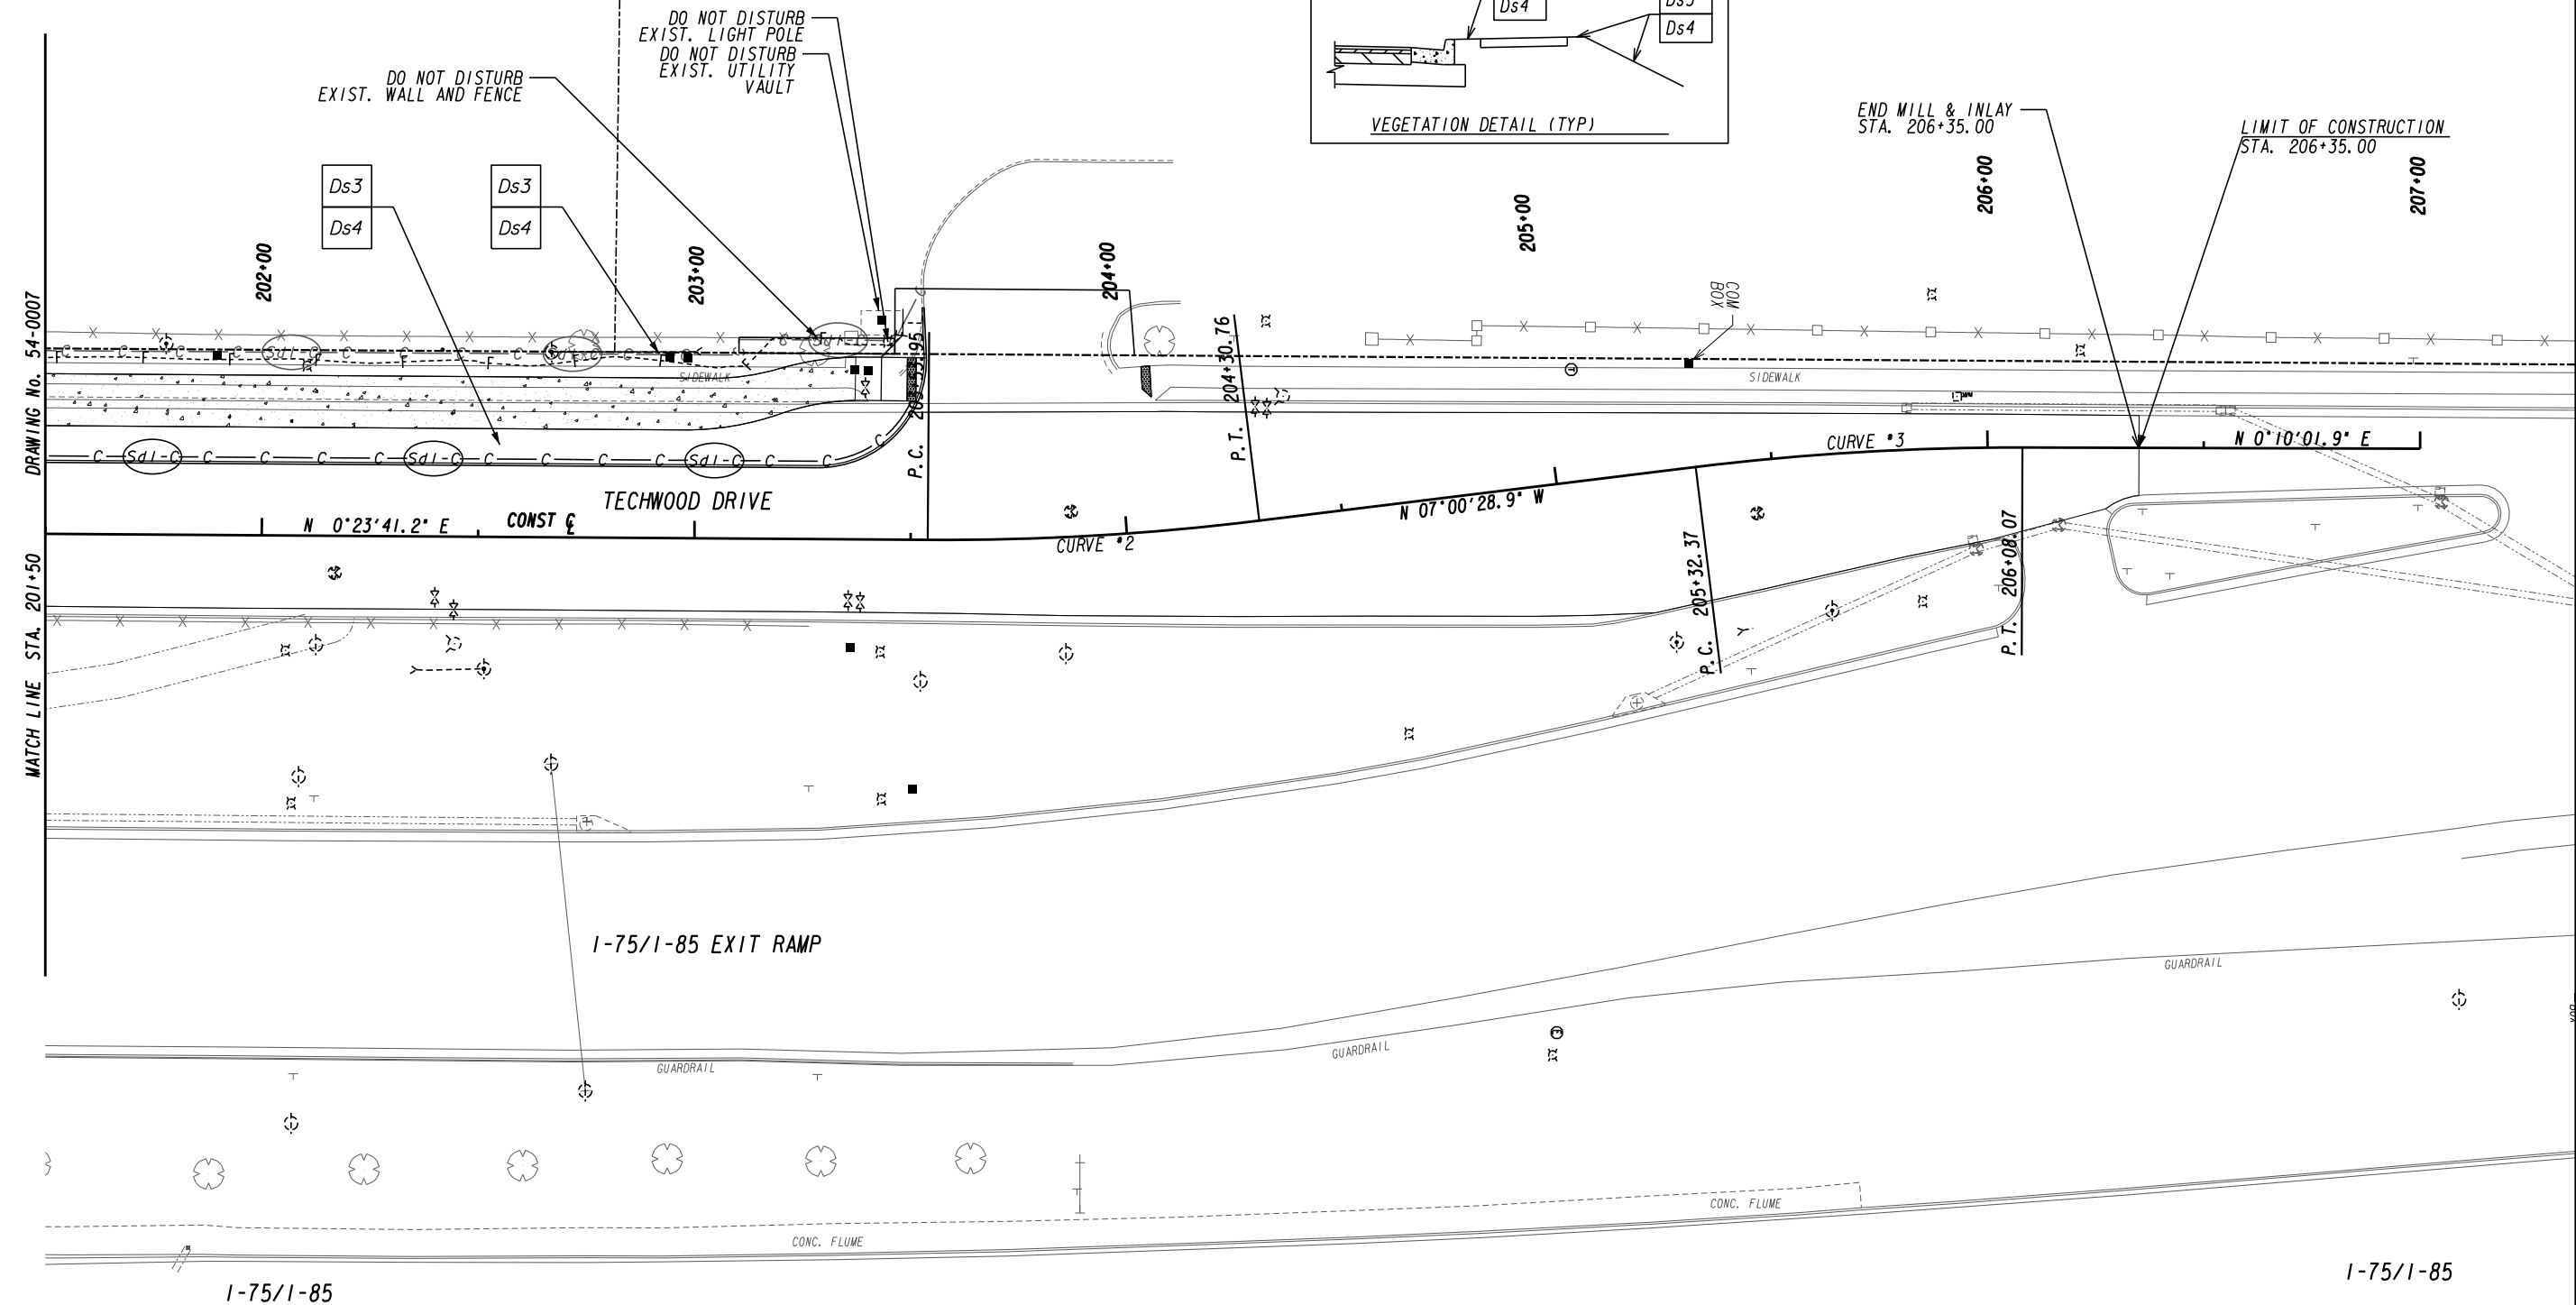 DO NOT DISTURB
EXIST. LIGHT POLE
DO NOT DISTURB
EXIST. UTILITY
VAULT
DO NOT DISTURB
EXIST. WALL AND FENCE
Ds4
Ds4
VEGETATION DETAIL (TYP)
END MILL & INLAY
STA. 206+35.00
LIMIT OF CONSTRUCTION
STA. 206+35.00
Ds3
Ds4
Ds3
Ds4
202+00
203+00
204+00
205+00
206+00
207+00
COM
BOX
MATCH LINE STA. 201+50 DRAWING No. 54-0007
SIDEWALK
SIDEWALK
Sd1-C
Sd1-C
Sd1-C
P.C.
P.T. 204+30.76
TECHWOOD DRIVE
N 0°23'41.2" E
CONST ℄
CURVE #2
N 07°00'28.9" W
CURVE #3
N 0°10'01.9" E
P.C. 205+32.37
P.T. 206+08.07
I-75/I-85 EXIT RAMP
GUARDRAIL
GUARDRAIL
GUARDRAIL
CONC. FLUME
CONC. FLUME
I-75/I-85
I-75/I-85